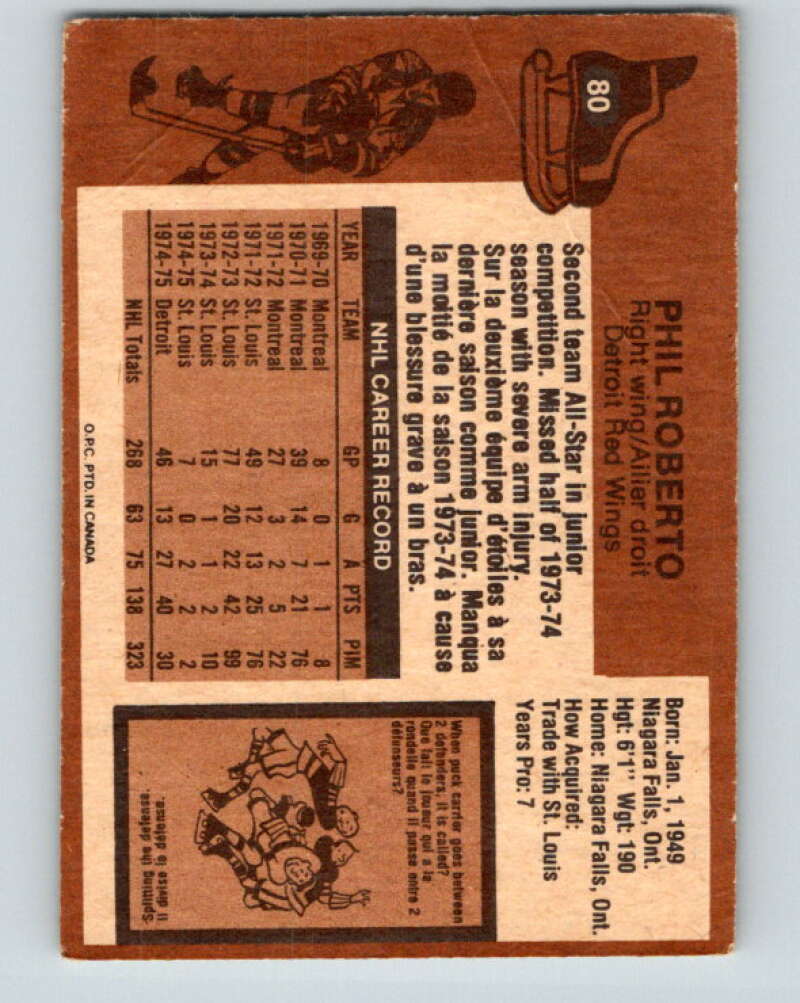 80
PHIL ROBERTO
Right wing/Ailier droit
Detroit Red Wings
Born: Jan. 1, 1949
Niagara Falls, Ont.
Hgt: 6'1" Wgt: 190
Home: Niagara Falls, Ont.
How Acquired:
Trade with St. Louis
Years Pro: 7
Second team All-Star in junior
competition. Missed half of 1973-74
season with severe arm injury.
Sur la deuxième équipe d'étoiles à sa
dernière saison comme junior. Manqua
la moitié de la saison 1973-74 à cause
d'une blessure grave à un bras.
NHL CAREER RECORD
YEAR TEAM GP G A PTS PIM
1969-70 Montreal 8 0 1 1 8
1970-71 Montreal 39 14 7 21 76
1971-72 Montreal 27 3 2 5 22
1971-72 St. Louis 49 12 13 25 76
1972-73 St. Louis 77 20 22 42 99
1973-74 St. Louis 15 1 1 2 10
1974-75 St. Louis 7 0 2 2 2
1974-75 Detroit 46 13 27 40 30
NHL Totals 268 63 75 138 323
When puck carrier goes between
2 defenders, it is called?
Que fait le joueur qui a la
rondelle quand il passe entre 2
défenseurs?
Splitting the defense.
Il divise la défense.
O.P.C. PTD. IN CANADA